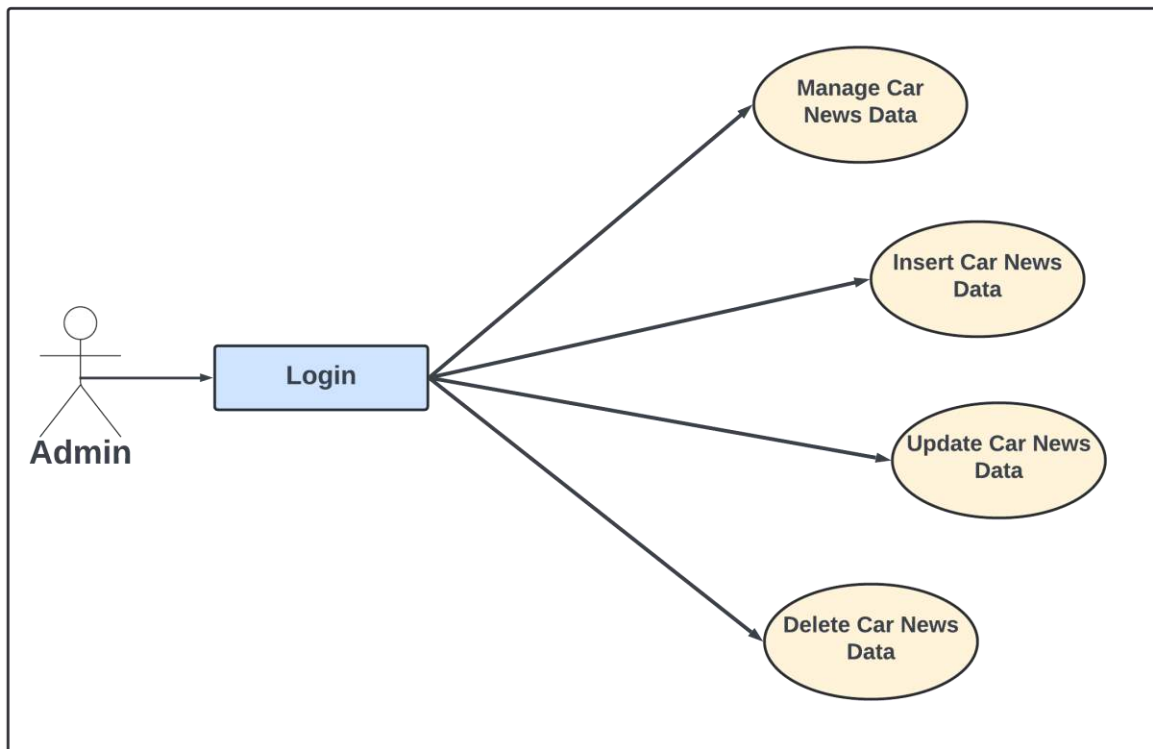 Manage Car
News Data
Insert Car News
Data
Login
Admin
Update Car News
Data
Delete Car News
Data